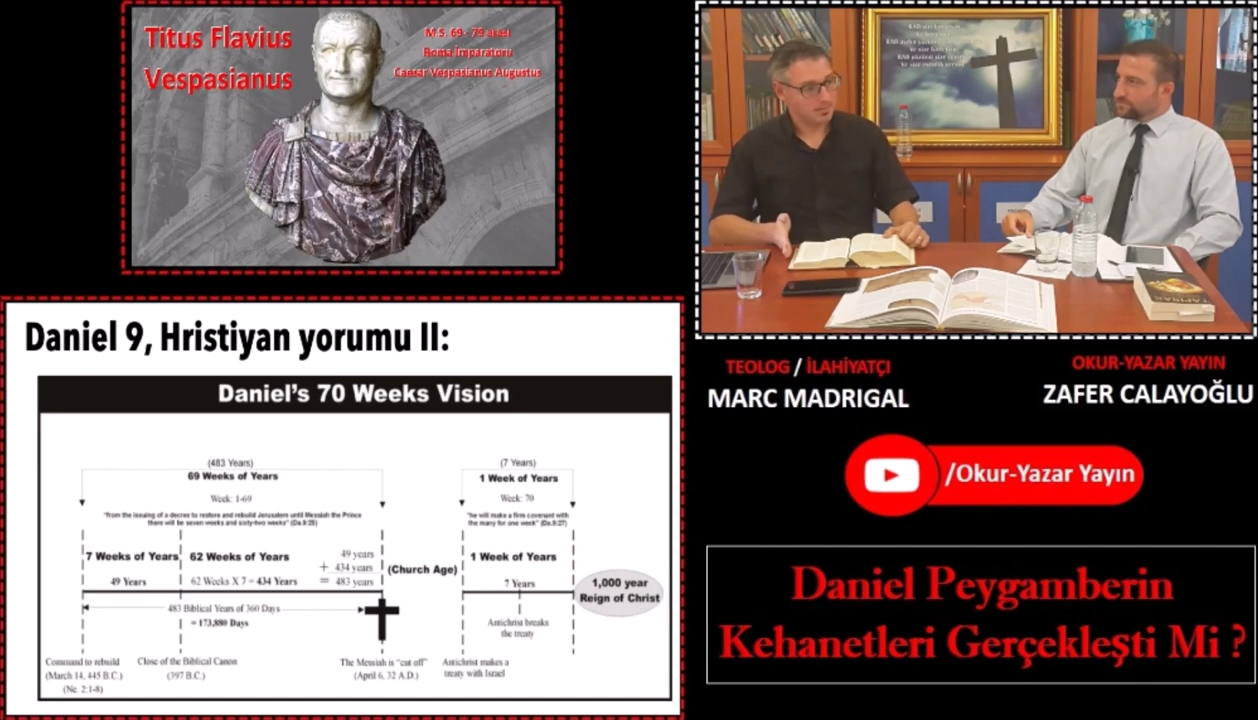 Titus Flavius
Vespasianus
M.S. 69 - 79 arası
Roma İmparatoru
Caesar Vespasianus Augustus
Daniel 9, Hristiyan yorumu II:
Daniel's 70 Weeks Vision
(483 Years)
69 Weeks of Years
Week: 1-69
"from the issuing of a decree to restore and rebuild Jerusalem until Messiah the Prince
there will be seven weeks and sixty-two weeks" (Da.9:25)
(7 Years)
1 Week of Years
Week: 70
"he will make a firm covenant with
the many for one week" (Da.9:27)
7 Weeks of Years
49 Years
62 Weeks of Years
62 Weeks X 7 = 434 Years
49 years
+ 434 years
= 483 years
(Church Age)
1 Week of Years
7 Years
1,000 year
Reign of Christ
483 Biblical Years of 360 Days
= 173,880 Days
Antichrist breaks
the treaty
Command to rebuild
(March 14, 445 B.C.)
(Ne. 2:1-8)
Close of the Biblical Canon
(397 B.C.)
The Messiah is "cut off"
(April 6, 32 A.D.)
Antichrist makes a
treaty with Israel
TEOLOG / İLAHİYATÇI
MARC MADRIGAL
OKUR-YAZAR YAYIN
ZAFER CALAYOĞLU
/Okur-Yazar Yayın
Daniel Peygamberin
Kehanetleri Gerçekleşti Mi ?